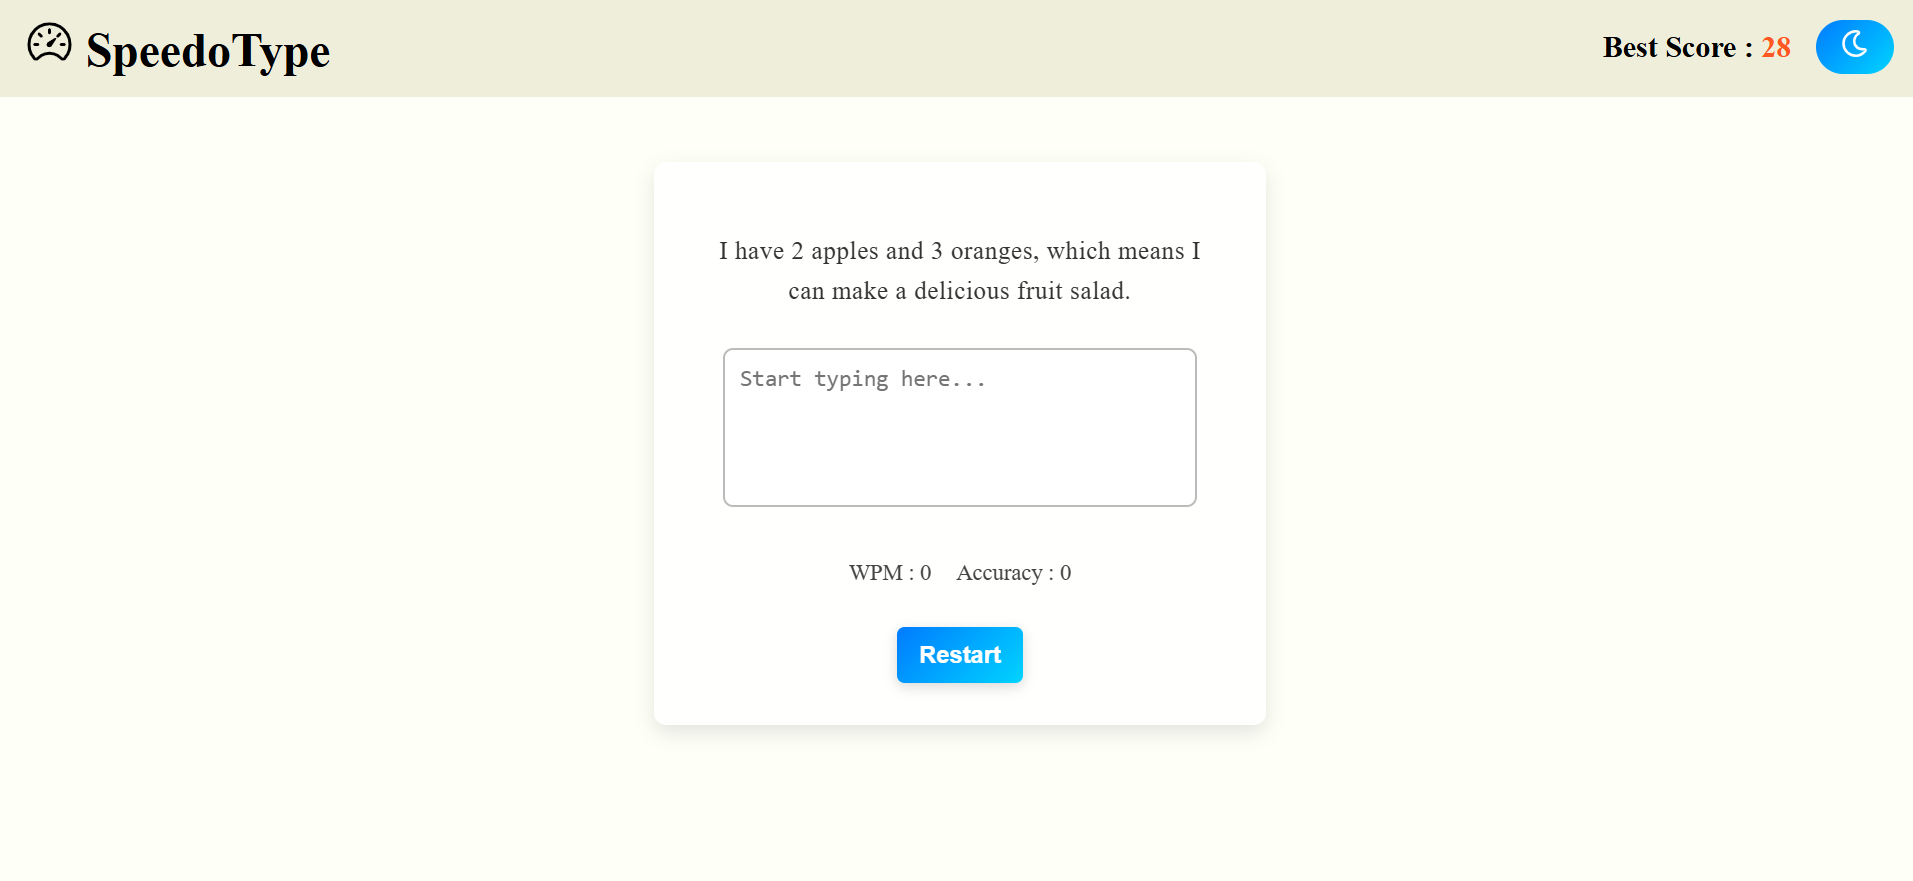 SpeedoType
Best Score : 28
I have 2 apples and 3 oranges, which means I
can make a delicious fruit salad.
Start typing here...
WPM : 0 Accuracy : 0
Restart